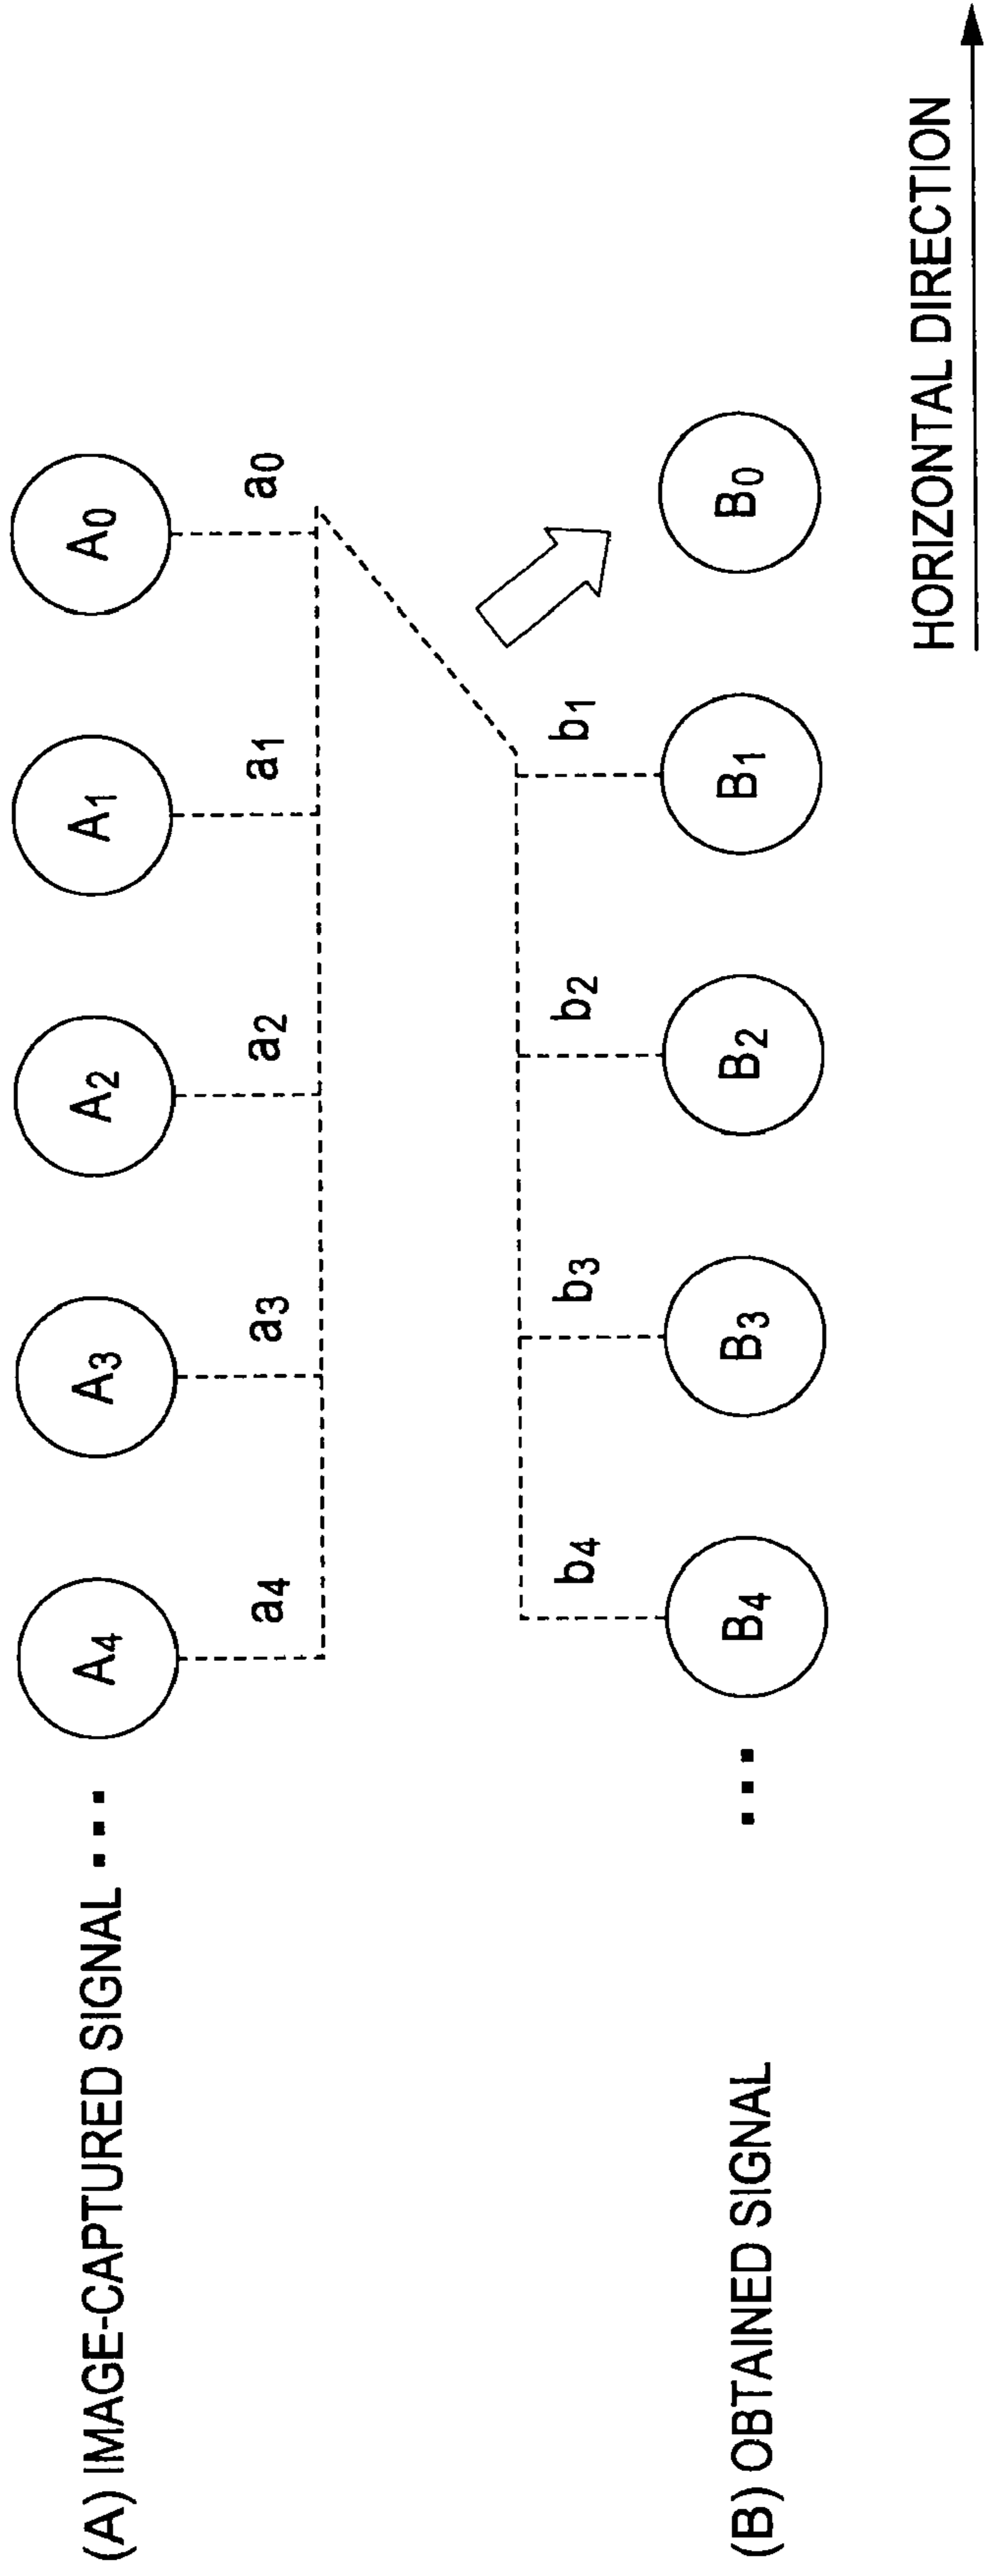 (A) IMAGE-CAPTURED SIGNAL ...
A4 A3 A2 A1 A0
a4 a3 a2 a1 a0
b4 b3 b2 b1
(B) OBTAINED SIGNAL ... B4 B3 B2 B1 B0
HORIZONTAL DIRECTION